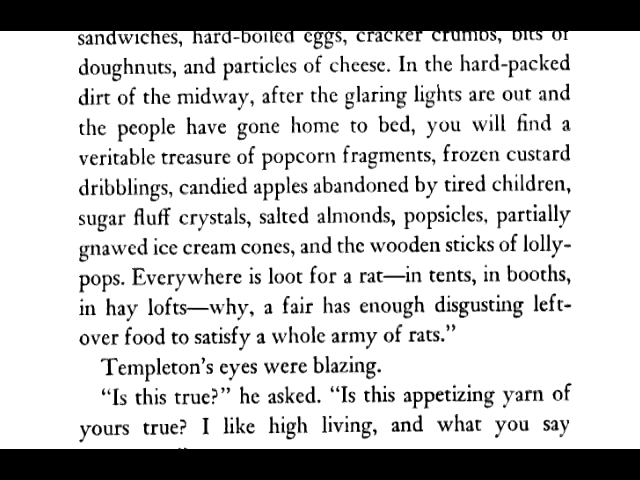 sandwiches, hard-boiled eggs, cracker crumbs, bits of
doughnuts, and particles of cheese. In the hard-packed
dirt of the midway, after the glaring lights are out and
the people have gone home to bed, you will find a
veritable treasure of popcorn fragments, frozen custard
dribblings, candied apples abandoned by tired children,
sugar fluff crystals, salted almonds, popsicles, partially
gnawed ice cream cones, and the wooden sticks of lolly-
pops. Everywhere is loot for a rat—in tents, in booths,
in hay lofts—why, a fair has enough disgusting left-
over food to satisfy a whole army of rats.”
Templeton’s eyes were blazing.
“Is this true?” he asked. “Is this appetizing yarn of
yours true? I like high living, and what you say